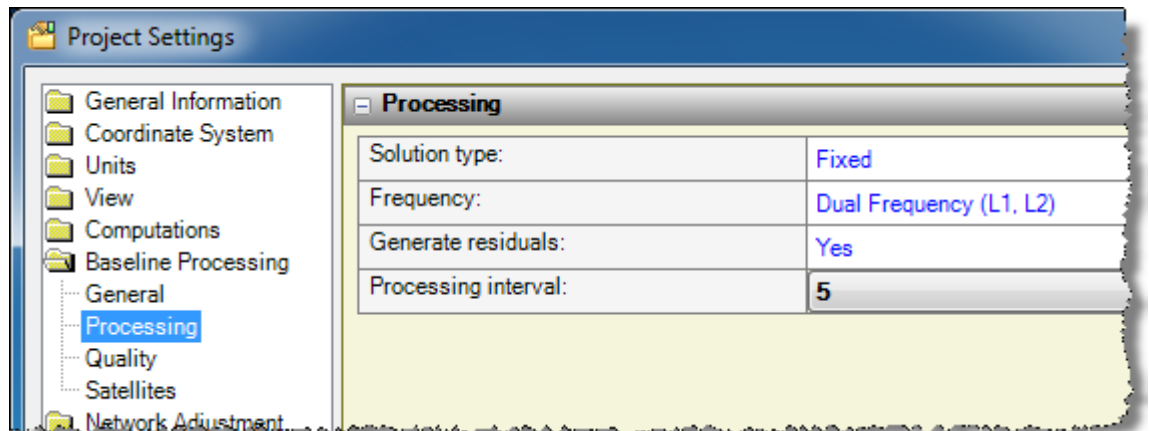 Project Settings
General Information
Coordinate System
Units
View
Computations
Baseline Processing
General
Processing
Quality
Satellites
Network Adjustment
Processing
Solution type: Fixed
Frequency: Dual Frequency (L1, L2)
Generate residuals: Yes
Processing interval: 5